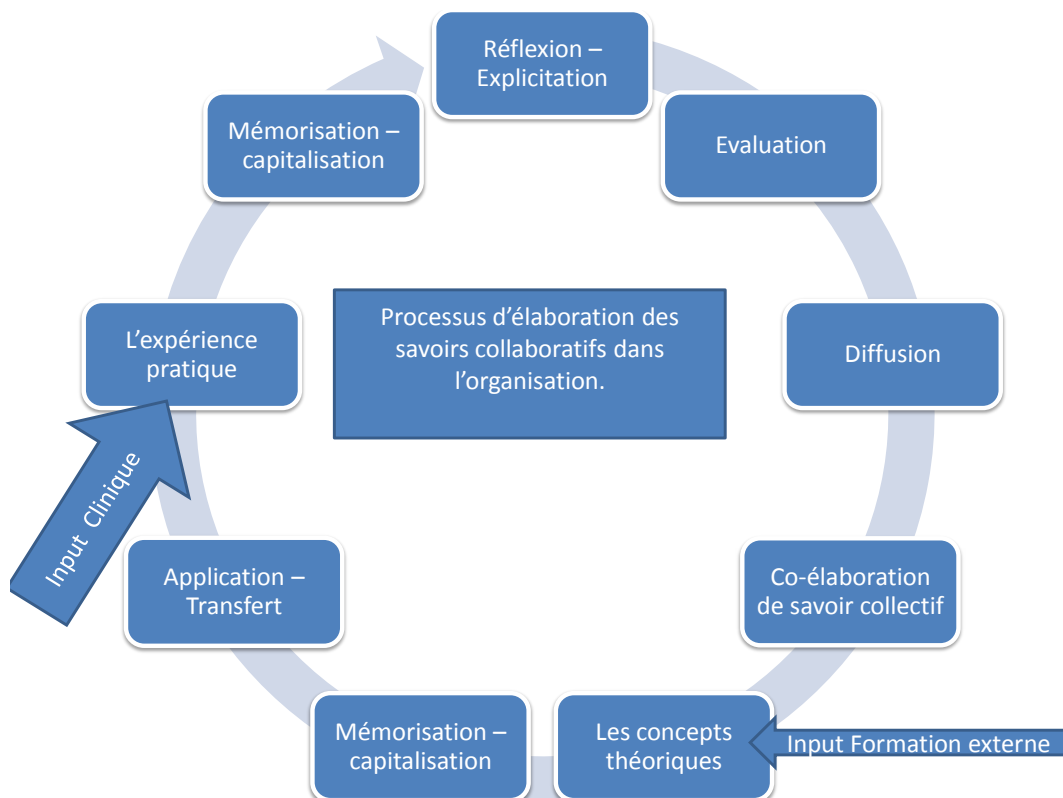 Réflexion –
Explicitation
Evaluation
Diffusion
Co-élaboration
de savoir collectif
Les concepts
théoriques
Input Formation externe
Mémorisation –
capitalisation
Application –
Transfert
Input Clinique
L’expérience
pratique
Mémorisation –
capitalisation
Processus d’élaboration des
savoirs collaboratifs dans
l’organisation.